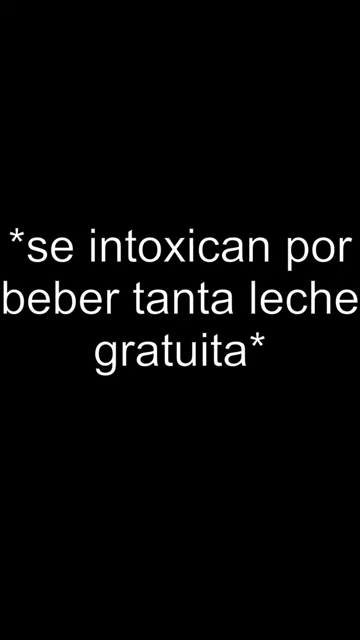 *se intoxican por
beber tanta leche
gratuita*